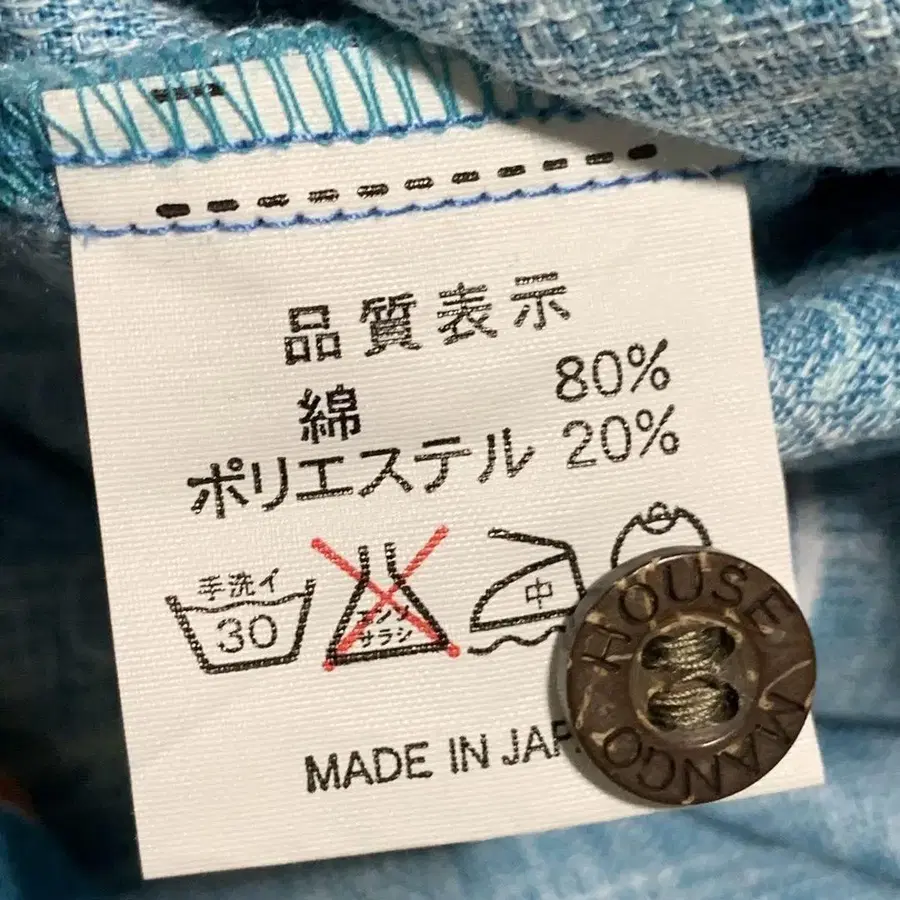 品質表示
綿 80%
ポリエステル 20%
手洗イ
30
エンソ
サラシ
中
MADE IN JAP
HOUSE
MANGO